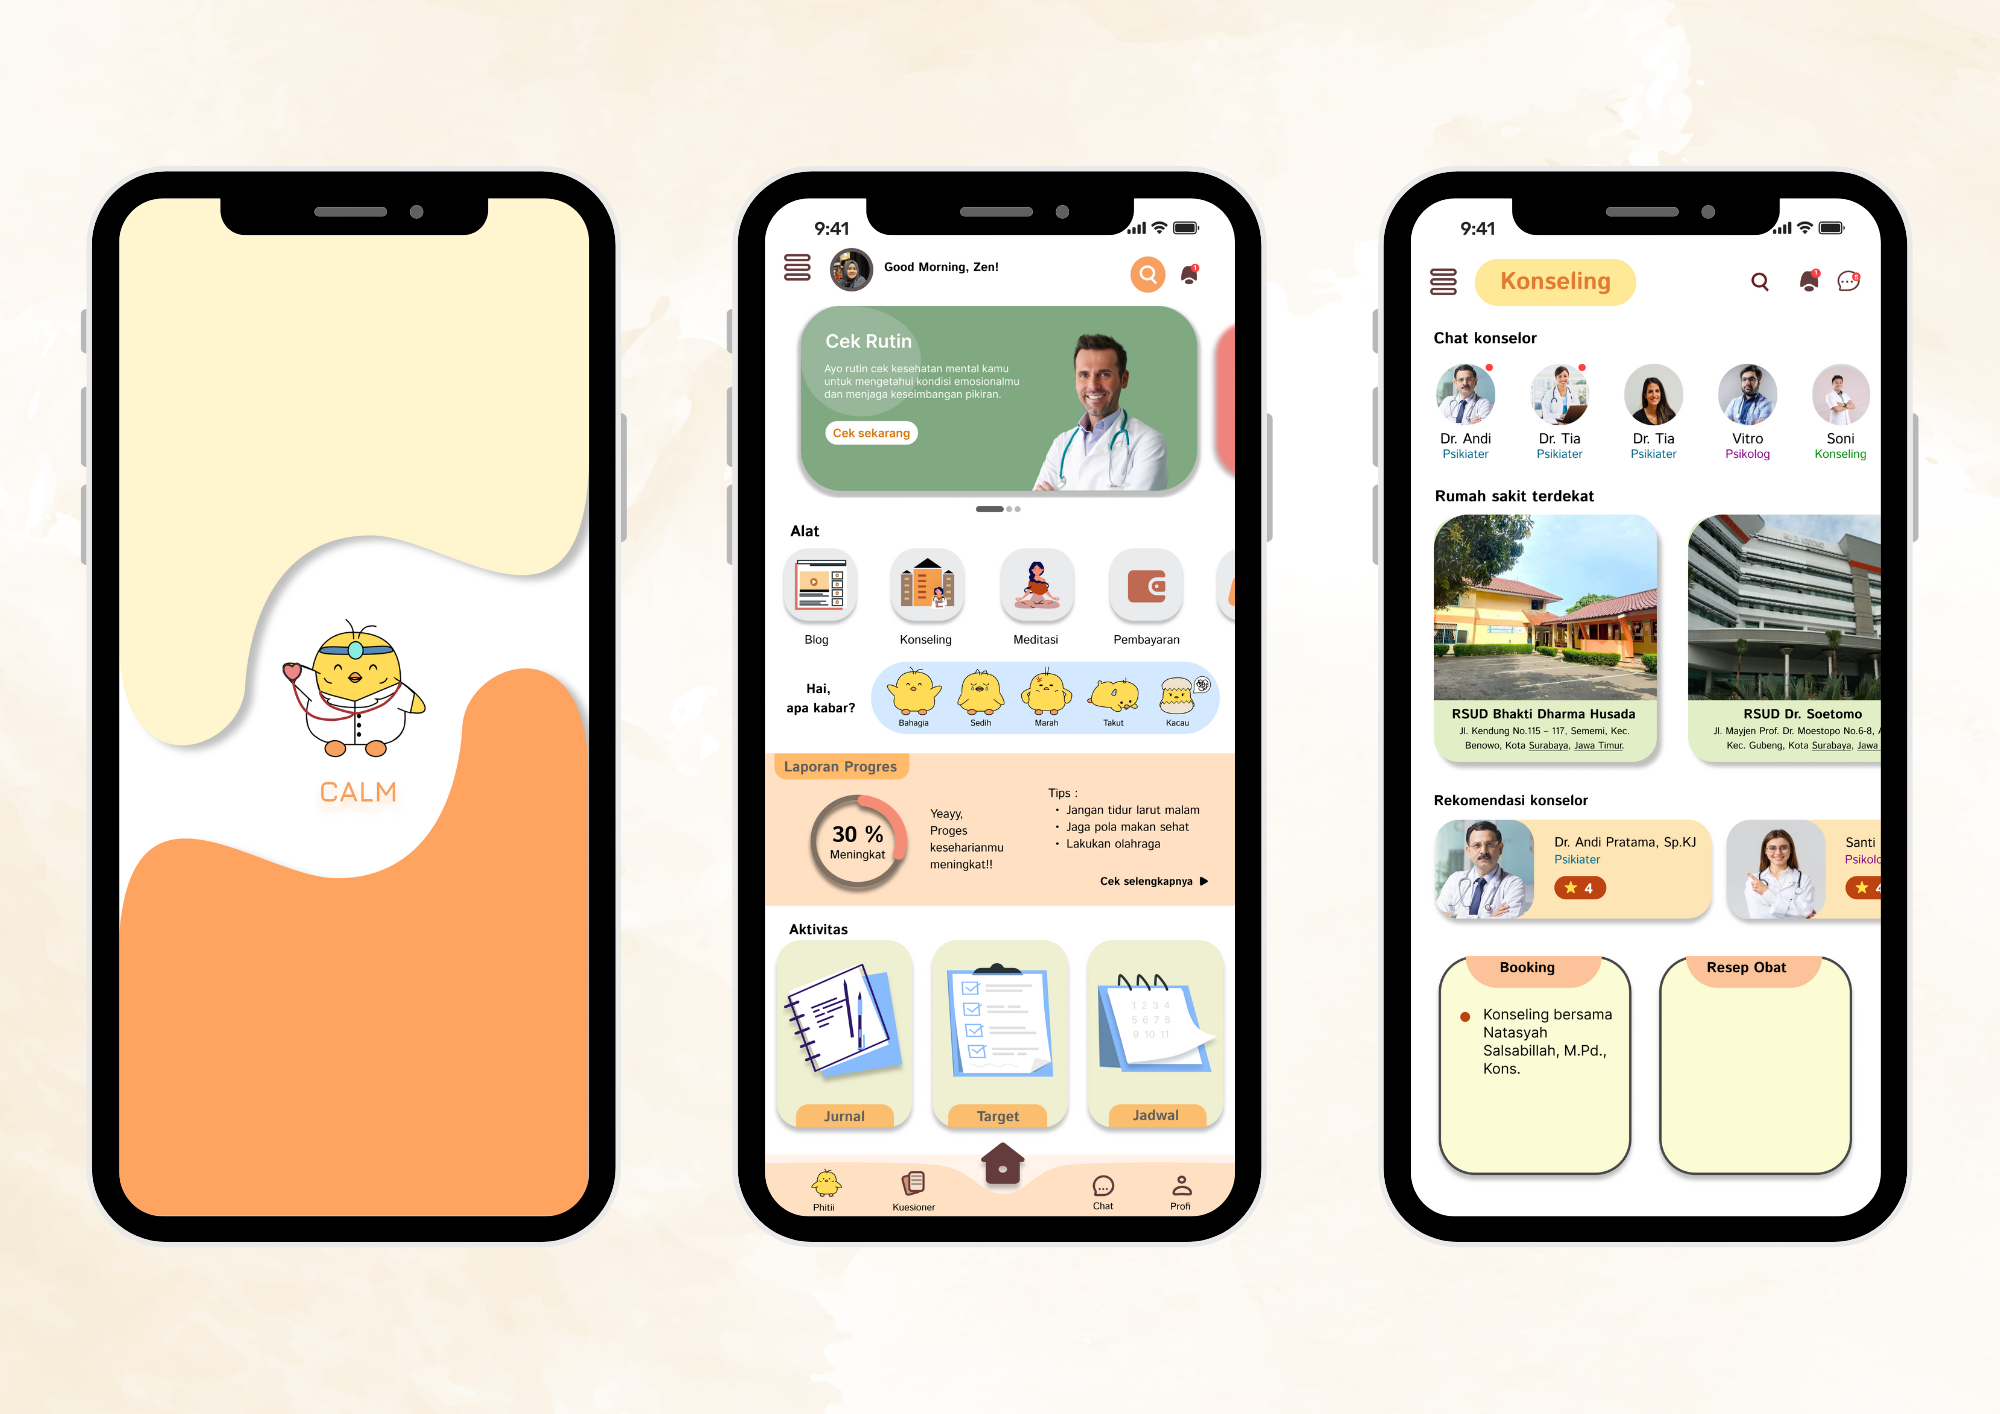 CALM
9:41
Good Morning, Zen!
1
Cek Rutin
Ayo rutin cek kesehatan mental kamu
untuk mengetahui kondisi emosionalmu
dan menjaga keseimbangan pikiran.
Cek sekarang
Alat
Blog
Konseling
Meditasi
Pembayaran
Hai,
apa kabar?
Bahagia
Sedih
Marah
Takut
Kacau
Laporan Progres
30 %
Meningkat
Yeayy,
Proges
keseharianmu
meningkat!!
Tips :
• Jangan tidur larut malam
• Jaga pola makan sehat
• Lakukan olahraga
Cek selengkapnya
Aktivitas
1 2 3 4
5 6 7 8
9 10 11
Jurnal
Target
Jadwal
Phitii
Kuesioner
Chat
Profi
9:41
Konseling
1
Chat konselor
Dr. Andi
Psikiater
Dr. Tia
Psikiater
Dr. Tia
Psikiater
Vitro
Psikolog
Soni
Konseling
Rumah sakit terdekat
RSUD Bhakti Dharma Husada
Jl. Kendung No.115 – 117, Sememi, Kec.
Benowo, Kota Surabaya, Jawa Timur.
RSUD Dr. Soetomo
Jl. Mayjen Prof. Dr. Moestopo No.6-8, A
Kec. Gubeng, Kota Surabaya, Jawa
Rekomendasi konselor
Dr. Andi Pratama, Sp.KJ
Psikiater
4
Santi
Psikolo
4
Booking
Konseling bersama
Natasyah
Salsabillah, M.Pd.,
Kons.
Resep Obat